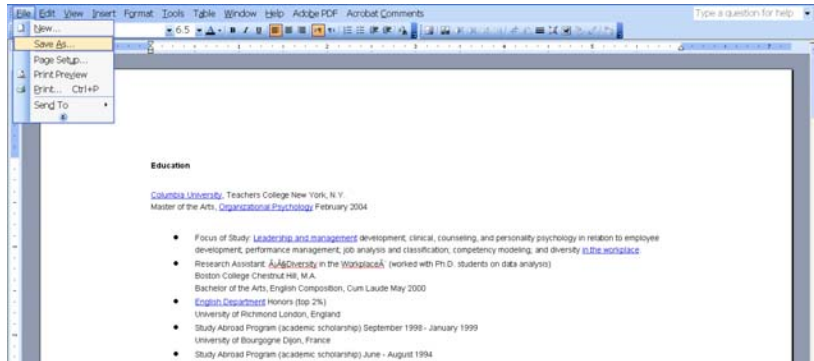 File Edit View Insert Format Tools Table Window Help Adobe PDF Acrobat Comments Type a question for help
New...
Save As...
6.5
Page Setup...
Print Preview
Print... Ctrl+P
Send To
Education
Columbia University, Teachers College New York, N.Y.
Master of the Arts, Organizational Psychology February 2004
Focus of Study: Leadership and management development, clinical, counseling, and personality psychology in relation to employee
development, performance management, job analysis and classification, competency modeling, and diversity in the workplace.
Research Assistant: Diversity in the Workplace (worked with Ph.D. students on data analysis)
Boston College Chestnut Hill, M.A.
Bachelor of the Arts, English Composition, Cum Laude May 2000
English Department Honors (top 2%)
University of Richmond London, England
Study Abroad Program (academic scholarship) September 1998 - January 1999
University of Bourgogne Dijon, France
Study Abroad Program (academic scholarship) June - August 1994